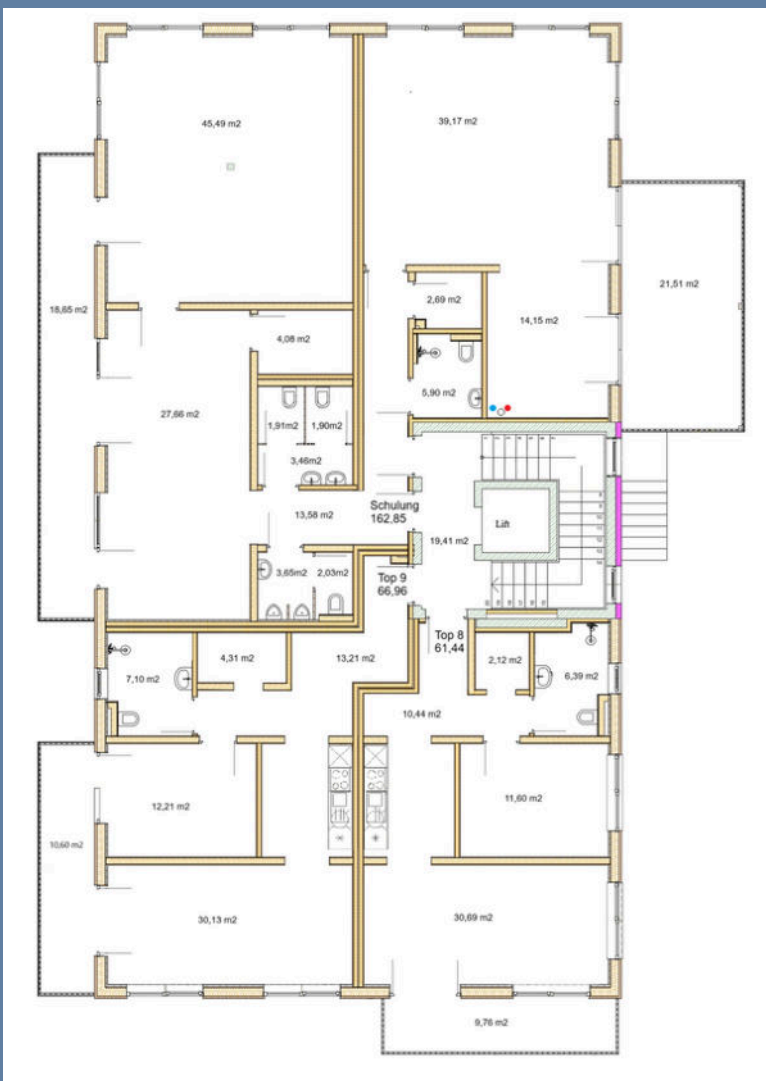 45,49 m2
39,17 m2
21,51 m2
18,65 m2
2,69 m2
14,15 m2
4,08 m2
5,90 m2
27,66 m2
1,91m2
1,90m2
3,46m2
Schulung
162,85
13,58 m2
Lift
19,41 m2
3,65m2
2,03m2
Top 9
66,96
Top 8
61,44
4,31 m2
13,21 m2
2,12 m2
7,10 m2
6,39 m2
10,44 m2
12,21 m2
11,60 m2
10,60 m2
30,13 m2
30,69 m2
9,76 m2